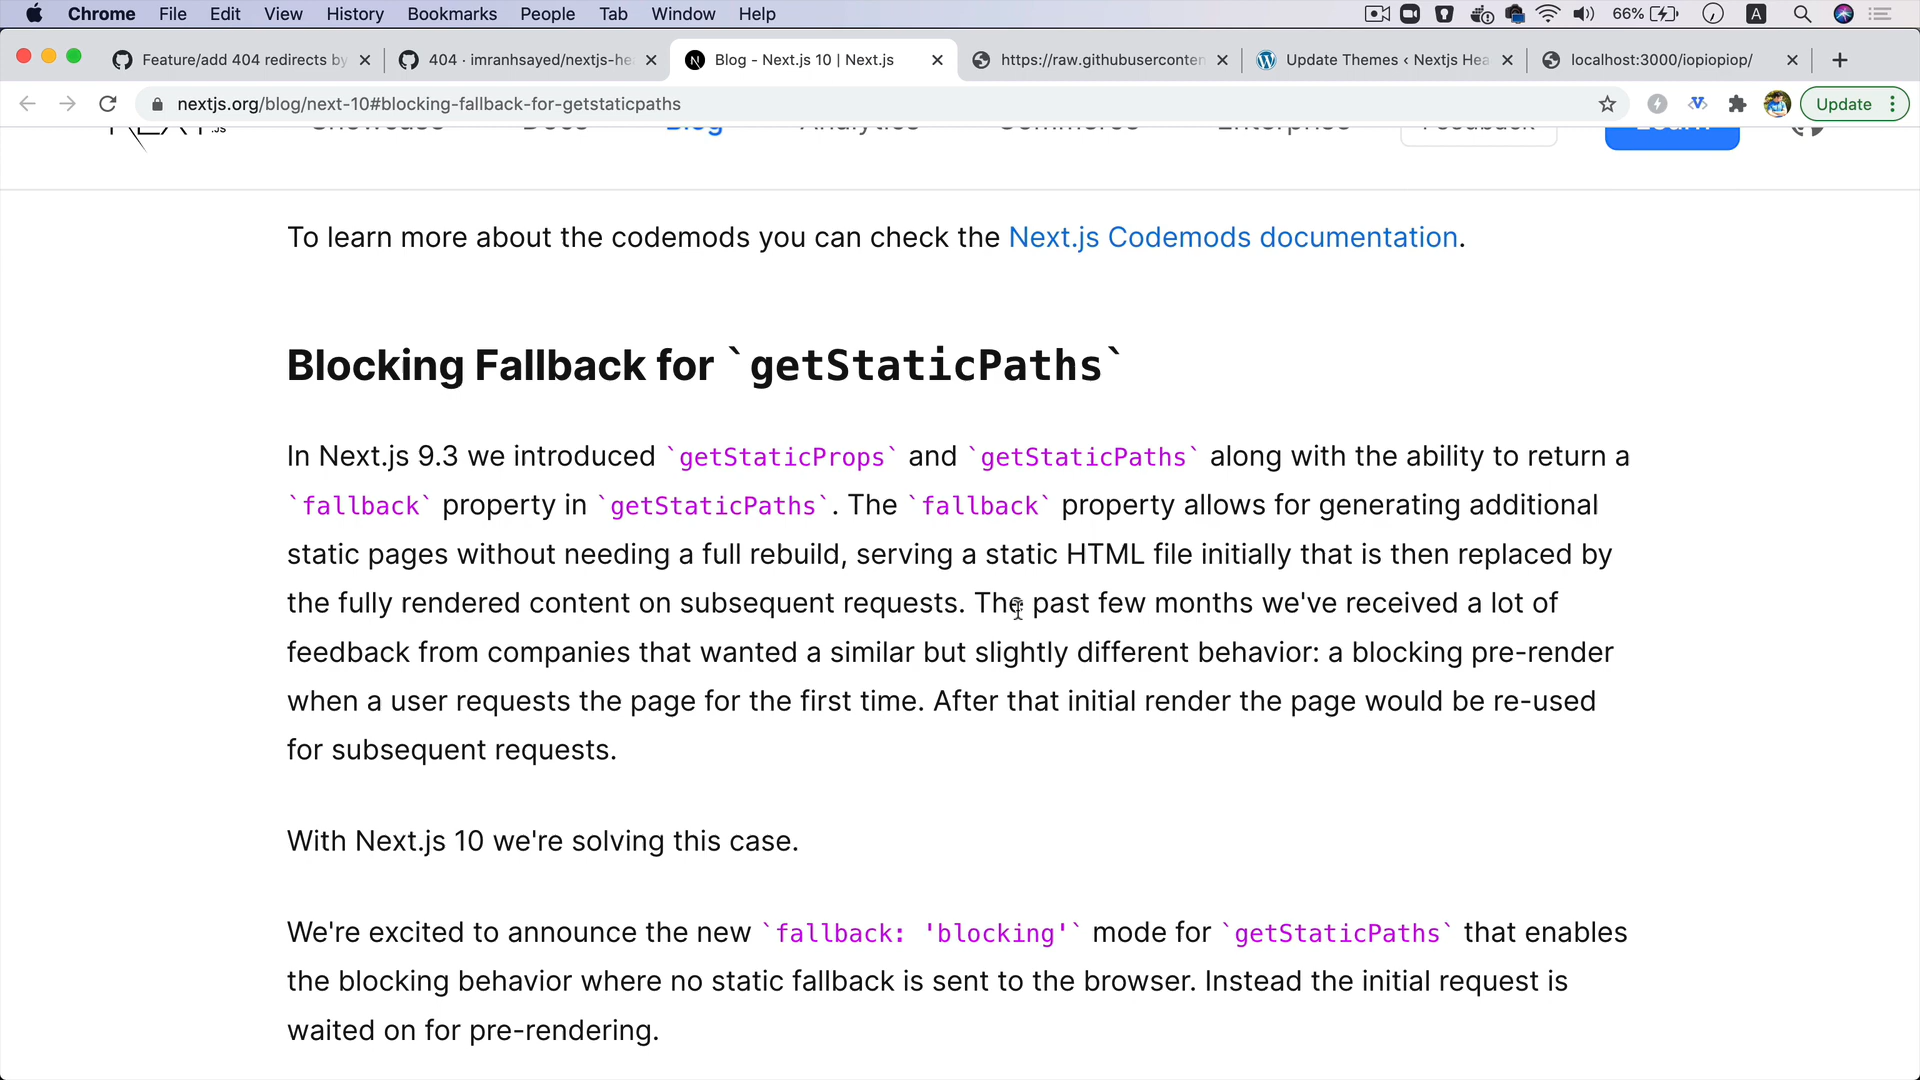 Chrome File Edit View History Bookmarks People Tab Window Help 66% A
Feature/add 404 redirects by
404 · imranhsayed/nextjs-he
Blog - Next.js 10 | Next.js
https://raw.githubuserconten
Update Themes ‹ Nextjs Hea
localhost:3000/iopiopiop/
nextjs.org/blog/next-10#blocking-fallback-for-getstaticpaths
Update
NEXT.js Showcase Docs Blog Analytics Commerce Enterprise Feedback Learn
To learn more about the codemods you can check the Next.js Codemods documentation.
Blocking Fallback for `getStaticPaths`
In Next.js 9.3 we introduced `getStaticProps` and `getStaticPaths` along with the ability to return a
`fallback` property in `getStaticPaths`. The `fallback` property allows for generating additional
static pages without needing a full rebuild, serving a static HTML file initially that is then replaced by
the fully rendered content on subsequent requests. The past few months we've received a lot of
feedback from companies that wanted a similar but slightly different behavior: a blocking pre-render
when a user requests the page for the first time. After that initial render the page would be re-used
for subsequent requests.
With Next.js 10 we're solving this case.
We're excited to announce the new `fallback: 'blocking'` mode for `getStaticPaths` that enables
the blocking behavior where no static fallback is sent to the browser. Instead the initial request is
waited on for pre-rendering.